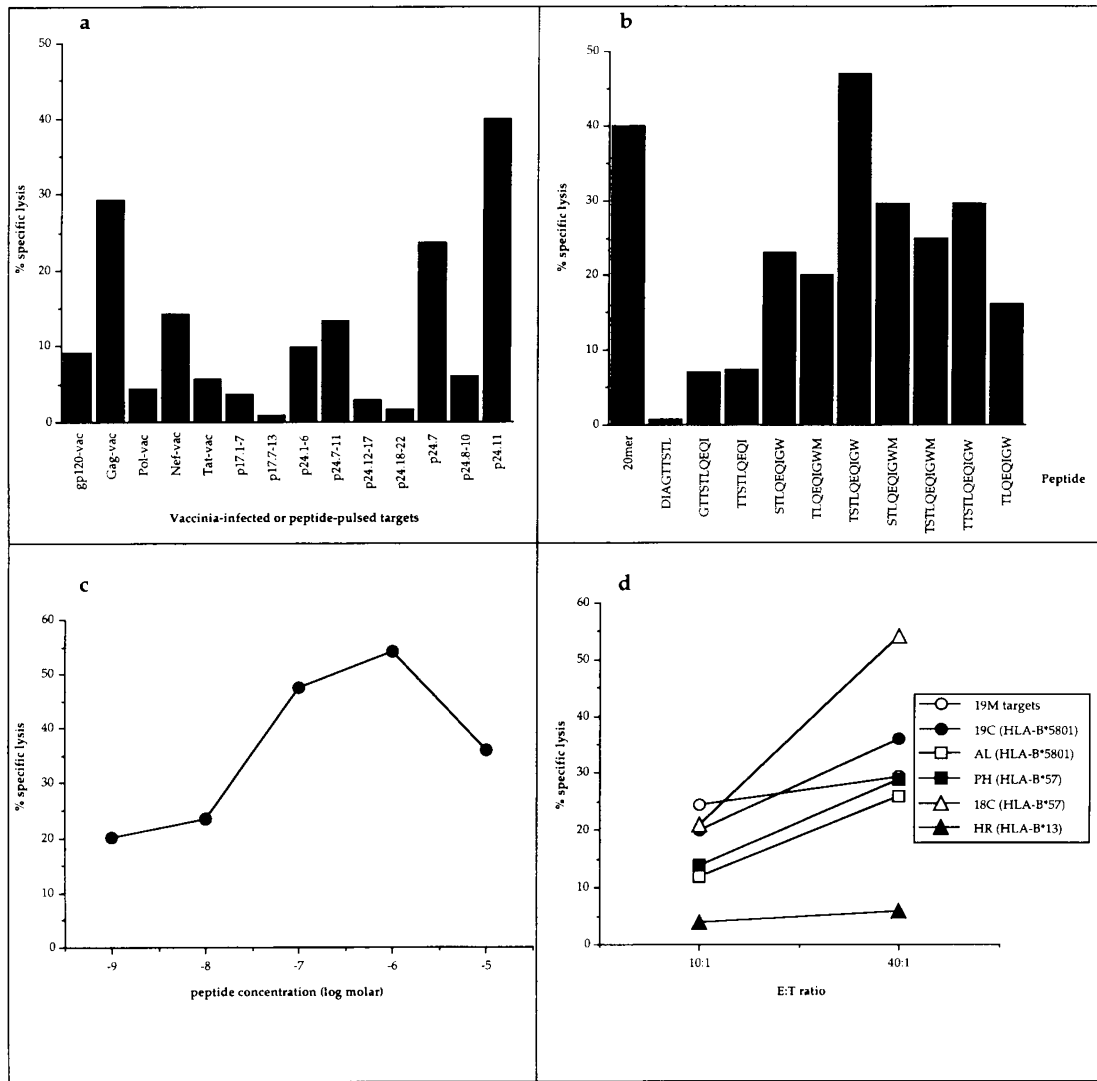 a
50
40
30
20
10
0
% specific lysis
gp120-vac
Gag-vac
Pol-vac
Nef-vac
Tat-vac
p17.1-7
p17.7-13
p24.1-6
p24.7-11
p24.12-17
p24.18-22
p24.7
p24.8-10
p24.11
Vaccinia-infected or peptide-pulsed targets
b
50
40
30
20
10
0
% specific lysis
20mer
DIAGTTSTL
GTTSTLQEQI
TTSTLQEQI
STLQEQIGW
TLQEQIGWM
TSTLQEQIGW
STLQEQIGWM
TSTLQEQIGWM
TTSTLQEQIGW
TLQEQIGW
Peptide
c
60
50
40
30
20
10
0
% specific lysis
-9
-8
-7
-6
-5
peptide concentration (log molar)
d
60
50
40
30
20
10
0
% specific lysis
10:1
40:1
E:T ratio
19M targets
19C (HLA-B*5801)
AL (HLA-B*5801)
PH (HLA-B*57)
18C (HLA-B*57)
HR (HLA-B*13)